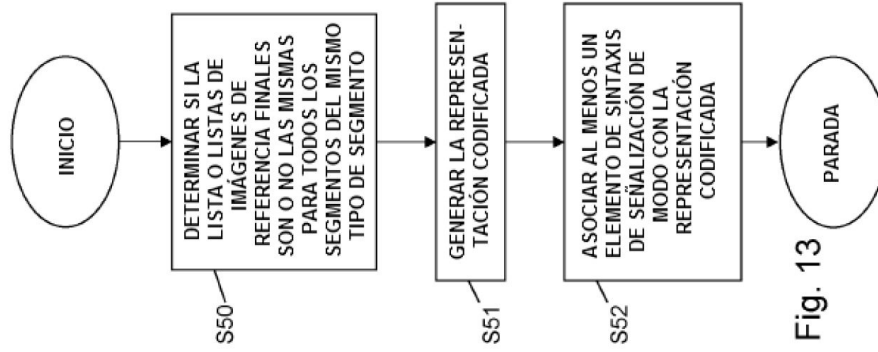 INICIO
DETERMINAR SI LA
LISTA O LISTAS DE
IMÁGENES DE
REFERENCIA FINALES
SON O NO LAS MISMAS
PARA TODOS LOS
SEGMENTOS DEL MISMO
TIPO DE SEGMENTO
S50
GENERAR LA REPRESEN-
TACIÓN CODIFICADA
S51
ASOCIAR AL MENOS UN
ELEMENTO DE SINTAXIS
DE SEÑALIZACIÓN DE
MODO CON LA
REPRESENTACIÓN
CODIFICADA
S52
PARADA
Fig. 13